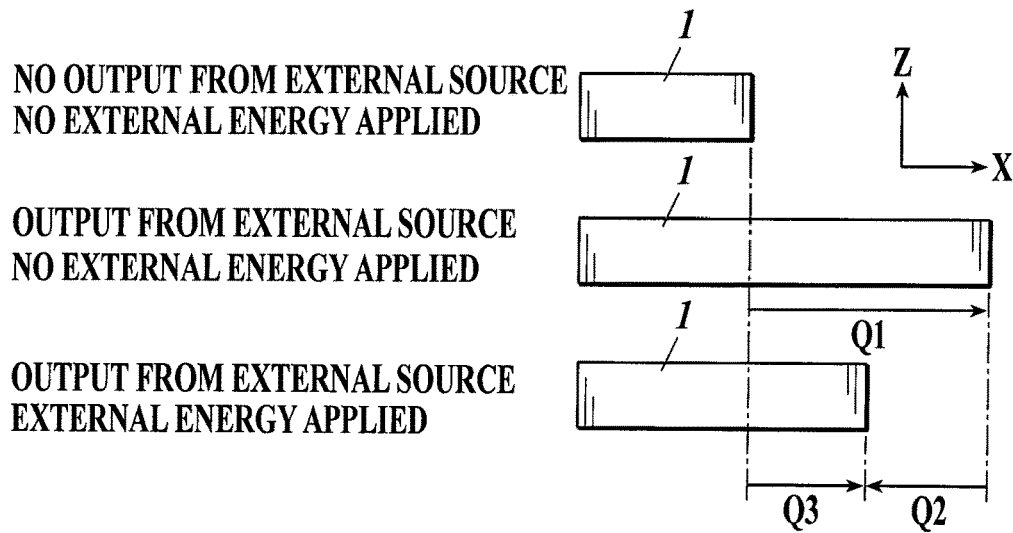 1
NO OUTPUT FROM EXTERNAL SOURCE
NO EXTERNAL ENERGY APPLIED
Z
X
1
OUTPUT FROM EXTERNAL SOURCE
NO EXTERNAL ENERGY APPLIED
Q1
1
OUTPUT FROM EXTERNAL SOURCE
EXTERNAL ENERGY APPLIED
Q3
Q2